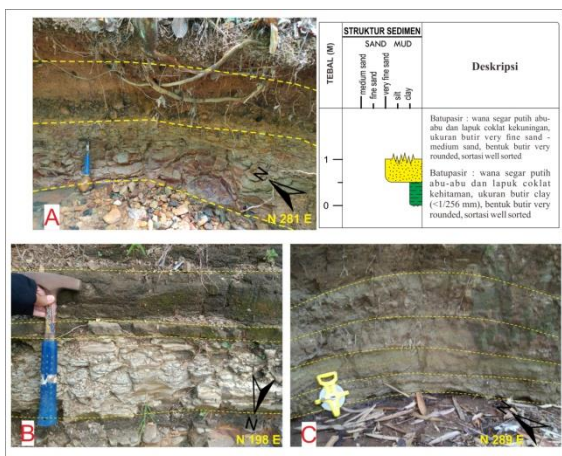 A
N
N 281 E
STRUKTUR SEDIMEN
TEBAL (M)
SAND MUD
medium sand
fine sand
very fine sand
silt
clay
Deskripsi
1
0
Batupasir : wana segar putih abu-
abu dan lapuk coklat kekuningan,
ukuran butir very fine sand -
medium sand, bentuk butir very
rounded, sortasi well sorted
Batupasir : wana segar putih
abu-abu dan lapuk coklat
kehitaman, ukuran butir clay
(<1/256 mm), bentuk butir very
rounded, sortasi well sorted
B
N
N 198 E
C
N
N 289 E